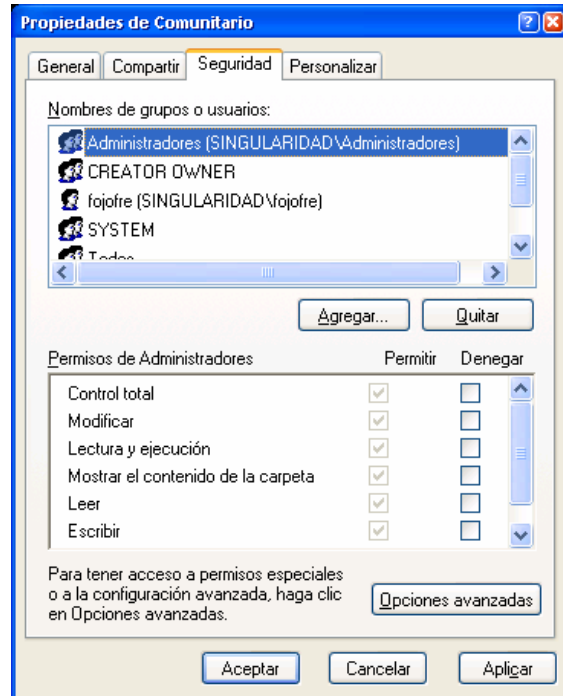 Propiedades de Comunitario
General Compartir Seguridad Personalizar
Nombres de grupos o usuarios:
Administradores (SINGULARIDAD\Administradores)
CREATOR OWNER
fojofre (SINGULARIDAD\fojofre)
SYSTEM
Todos
Agregar... Quitar
Permisos de Administradores Permitir Denegar
Control total
Modificar
Lectura y ejecución
Mostrar el contenido de la carpeta
Leer
Escribir
Para tener acceso a permisos especiales
o a la configuración avanzada, haga clic
en Opciones avanzadas.
Opciones avanzadas
Aceptar Cancelar Aplicar